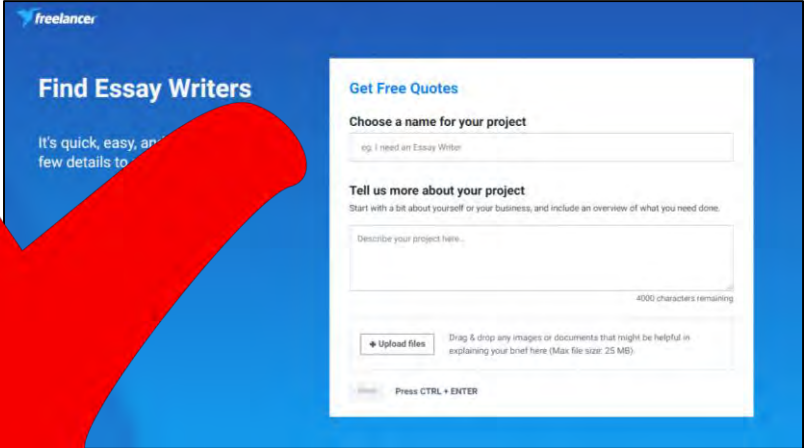 freelancer
Find Essay Writers
It's quick, easy, an
few details to
Get Free Quotes
Choose a name for your project
eg. I need an Essay Writer
Tell us more about your project
Start with a bit about yourself or your business, and include an overview of what you need done.
Describe your project here...
4000 characters remaining
+ Upload files
Drag & drop any images or documents that might be helpful in
explaining your brief here (Max file size: 25 MB).
Press CTRL + ENTER